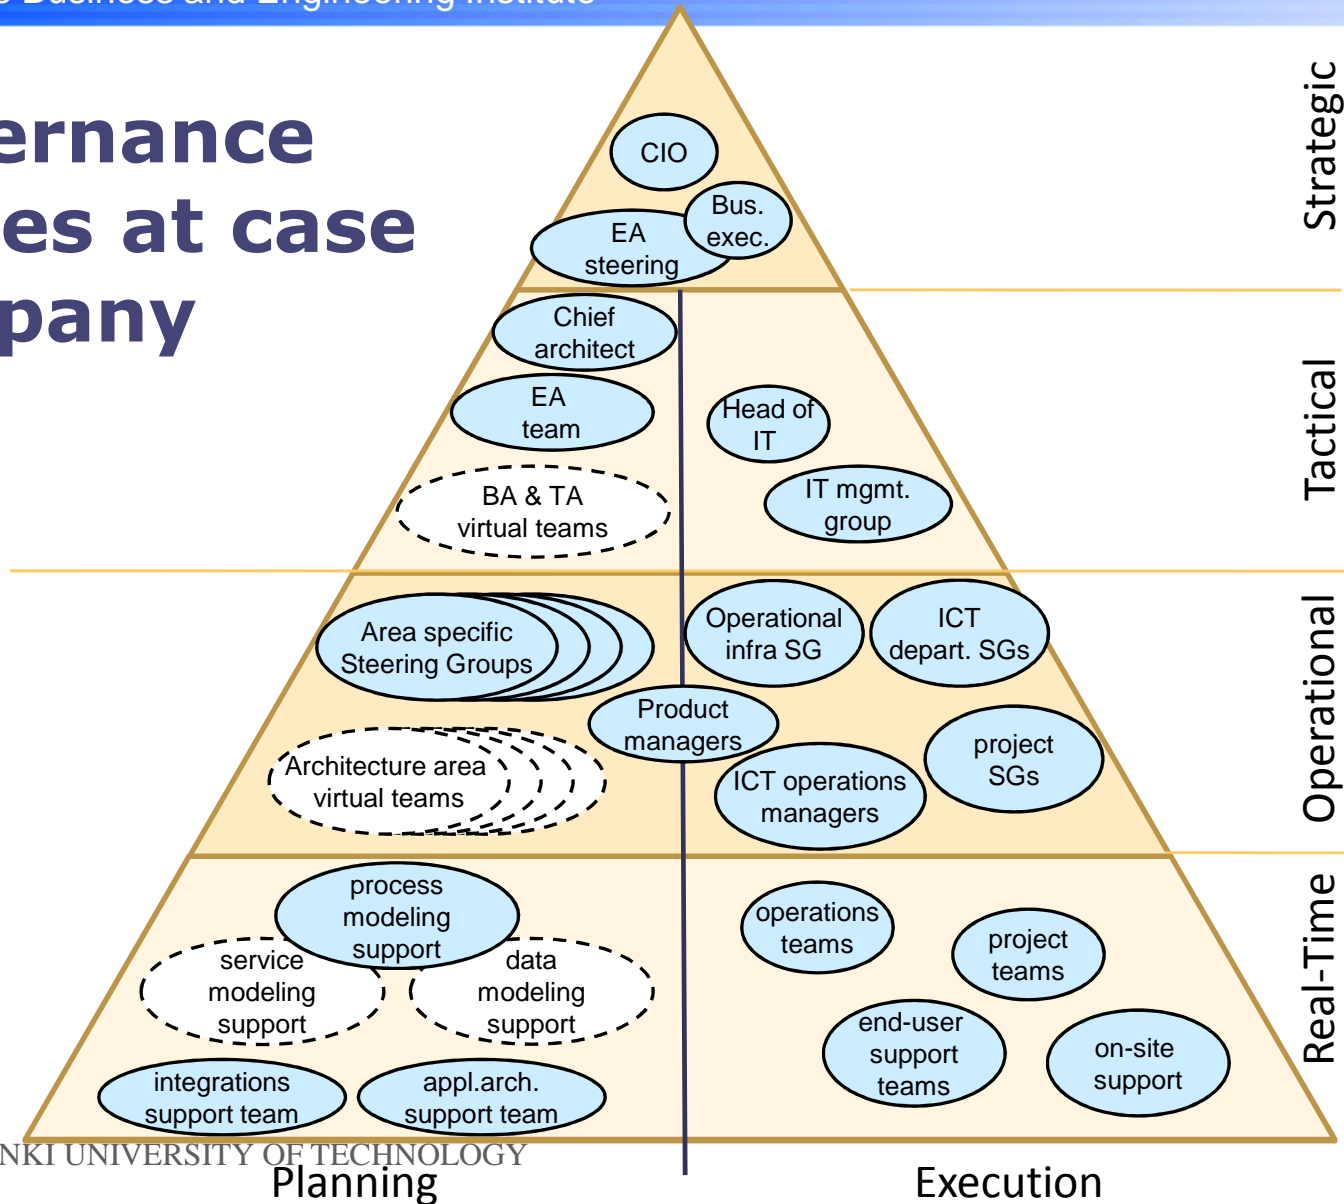 Business and Engineering Institute
ernance
es at case
pany
CIO
Bus.
exec.
EA
steering
Strategic
Chief
architect
EA
team
BA & TA
virtual teams
Head of
IT
IT mgmt.
group
Tactical
Area specific
Steering Groups
Operational
infra SG
ICT
depart. SGs
Product
managers
Architecture area
virtual teams
ICT operations
managers
project
SGs
Operational
process
modeling
support
service
modeling
support
data
modeling
support
integrations
support team
appl.arch.
support team
operations
teams
project
teams
end-user
support
teams
on-site
support
Real-Time
NKI UNIVERSITY OF TECHNOLOGY
Planning
Execution